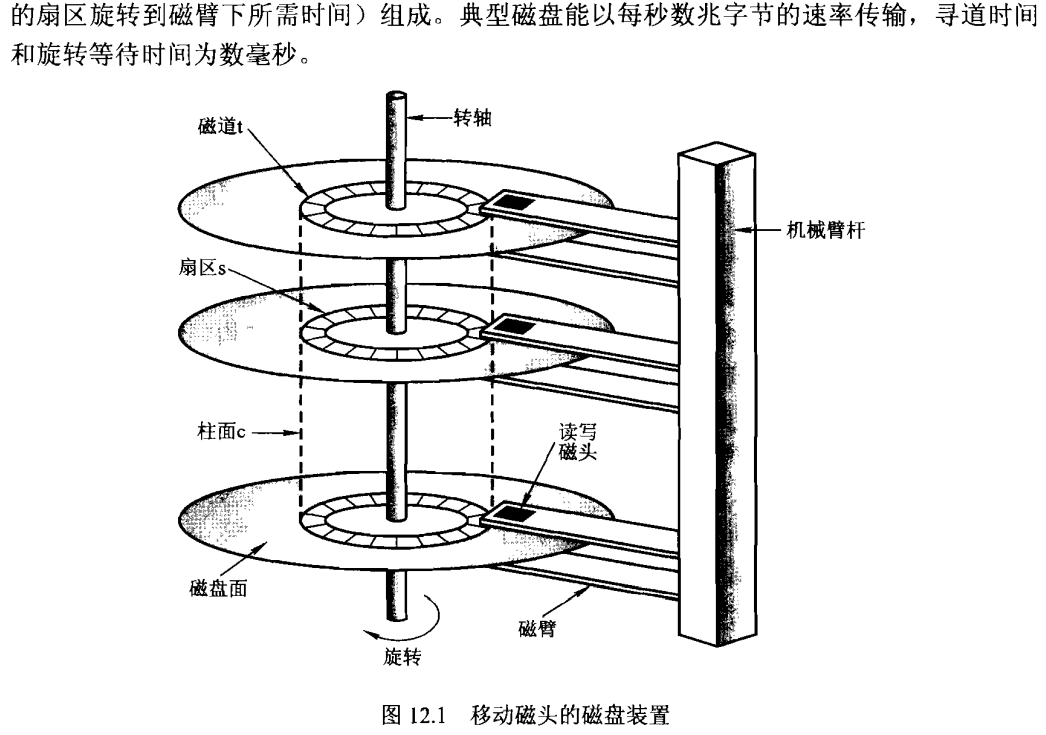 的扇区旋转到磁臂下所需时间）组成。典型磁盘能以每秒数兆字节的速率传输，寻道时间
和旋转等待时间为数毫秒。
磁道t
转轴
机械臂杆
扇区s
柱面c
读写
磁头
磁盘面
磁臂
旋转
图 12.1 移动磁头的磁盘装置